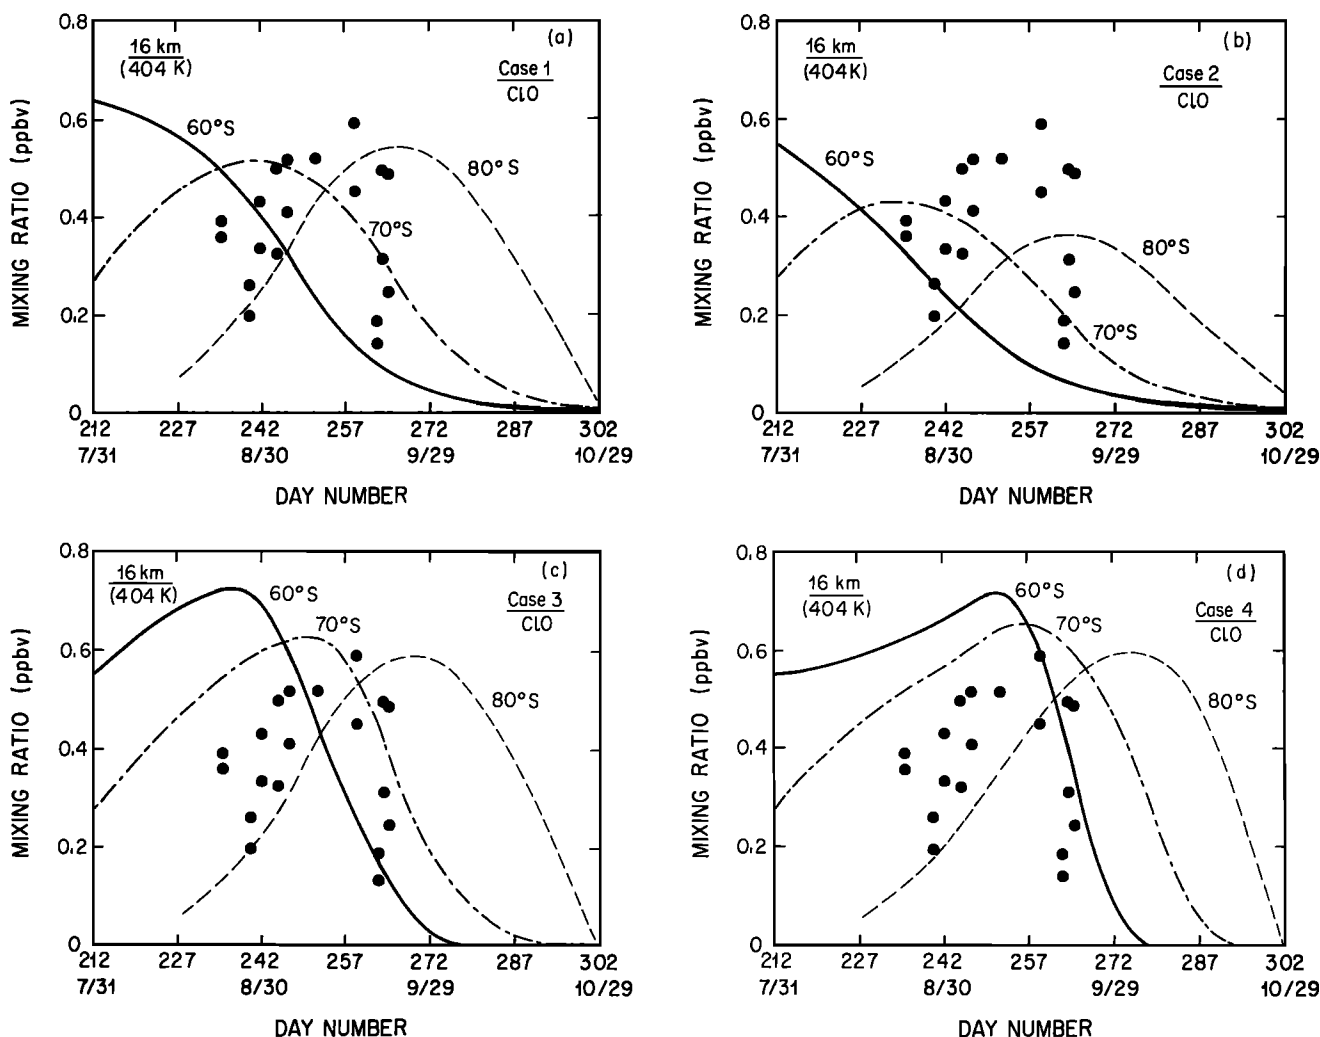 (a)
16 km
(404 K)
Case 1
ClO
60°S
70°S
80°S
0.8
0.6
0.4
0.2
0
MIXING RATIO (ppbv)
212 227 242 257 272 287 302
7/31 8/30 9/29 10/29
DAY NUMBER
(b)
16 km
(404K)
Case 2
ClO
60°S
70°S
80°S
0.8
0.6
0.4
0.2
0
MIXING RATIO (ppbv)
212 227 242 257 272 287 302
7/31 8/30 9/29 10/29
DAY NUMBER
(c)
16 km
(404 K)
Case 3
ClO
60°S
70°S
80°S
0.8
0.6
0.4
0.2
0
MIXING RATIO (ppbv)
212 227 242 257 272 287 302
7/31 8/30 9/29 10/29
DAY NUMBER
(d)
16 km
(404 K)
Case 4
ClO
60°S
70°S
80°S
0.8
0.6
0.4
0.2
0
MIXING RATIO (ppbv)
212 227 242 257 272 287 302
7/31 8/30 9/29 10/29
DAY NUMBER